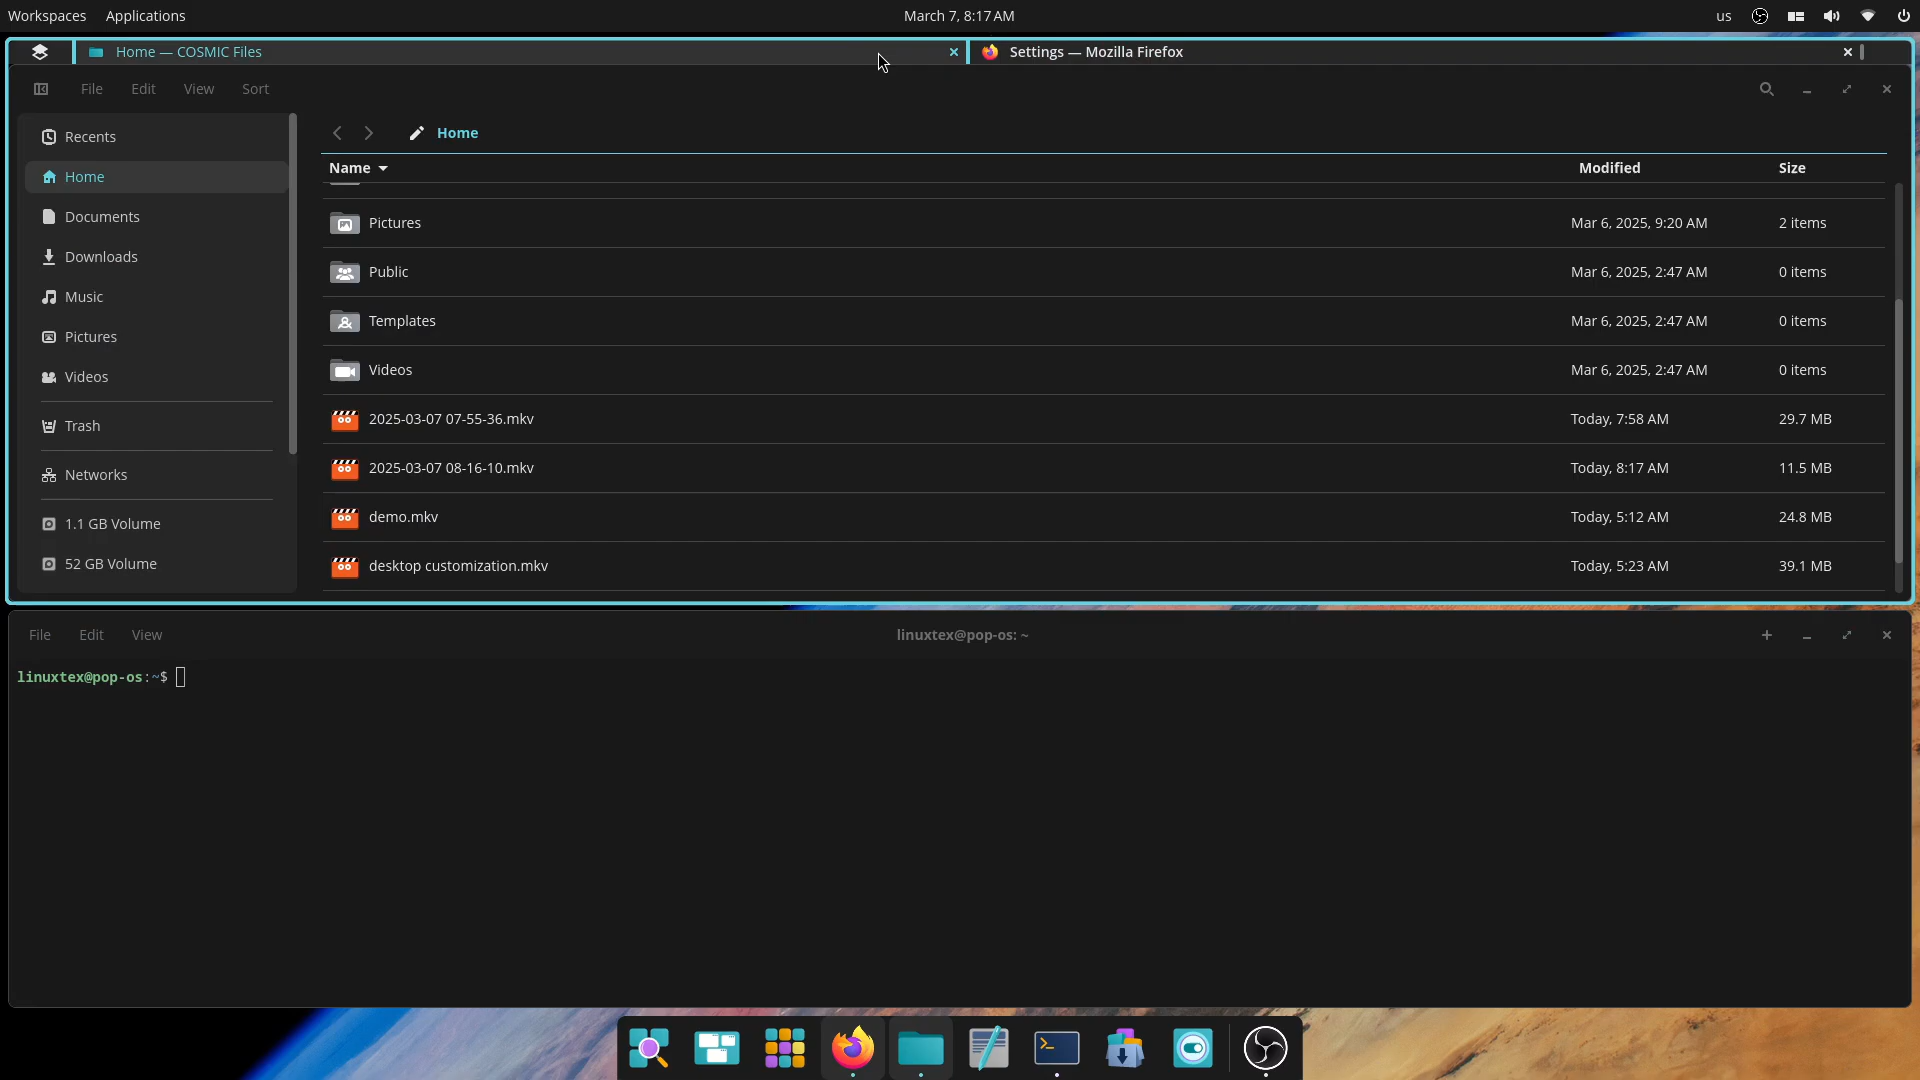 Workspaces Applications March 7, 8:17 AM us
Home — COSMIC Files Settings — Mozilla Firefox
File Edit View Sort
Recents
Home
Documents
Downloads
Music
Pictures
Videos
Trash
Networks
1.1 GB Volume
52 GB Volume
Home
Name Modified Size
Pictures Mar 6, 2025, 9:20 AM 2 items
Public Mar 6, 2025, 2:47 AM 0 items
Templates Mar 6, 2025, 2:47 AM 0 items
Videos Mar 6, 2025, 2:47 AM 0 items
2025-03-07 07-55-36.mkv Today, 7:58 AM 29.7 MB
2025-03-07 08-16-10.mkv Today, 8:17 AM 11.5 MB
demo.mkv Today, 5:12 AM 24.8 MB
desktop customization.mkv Today, 5:23 AM 39.1 MB
File Edit View linuxtex@pop-os: ~
linuxtex@pop-os:~$